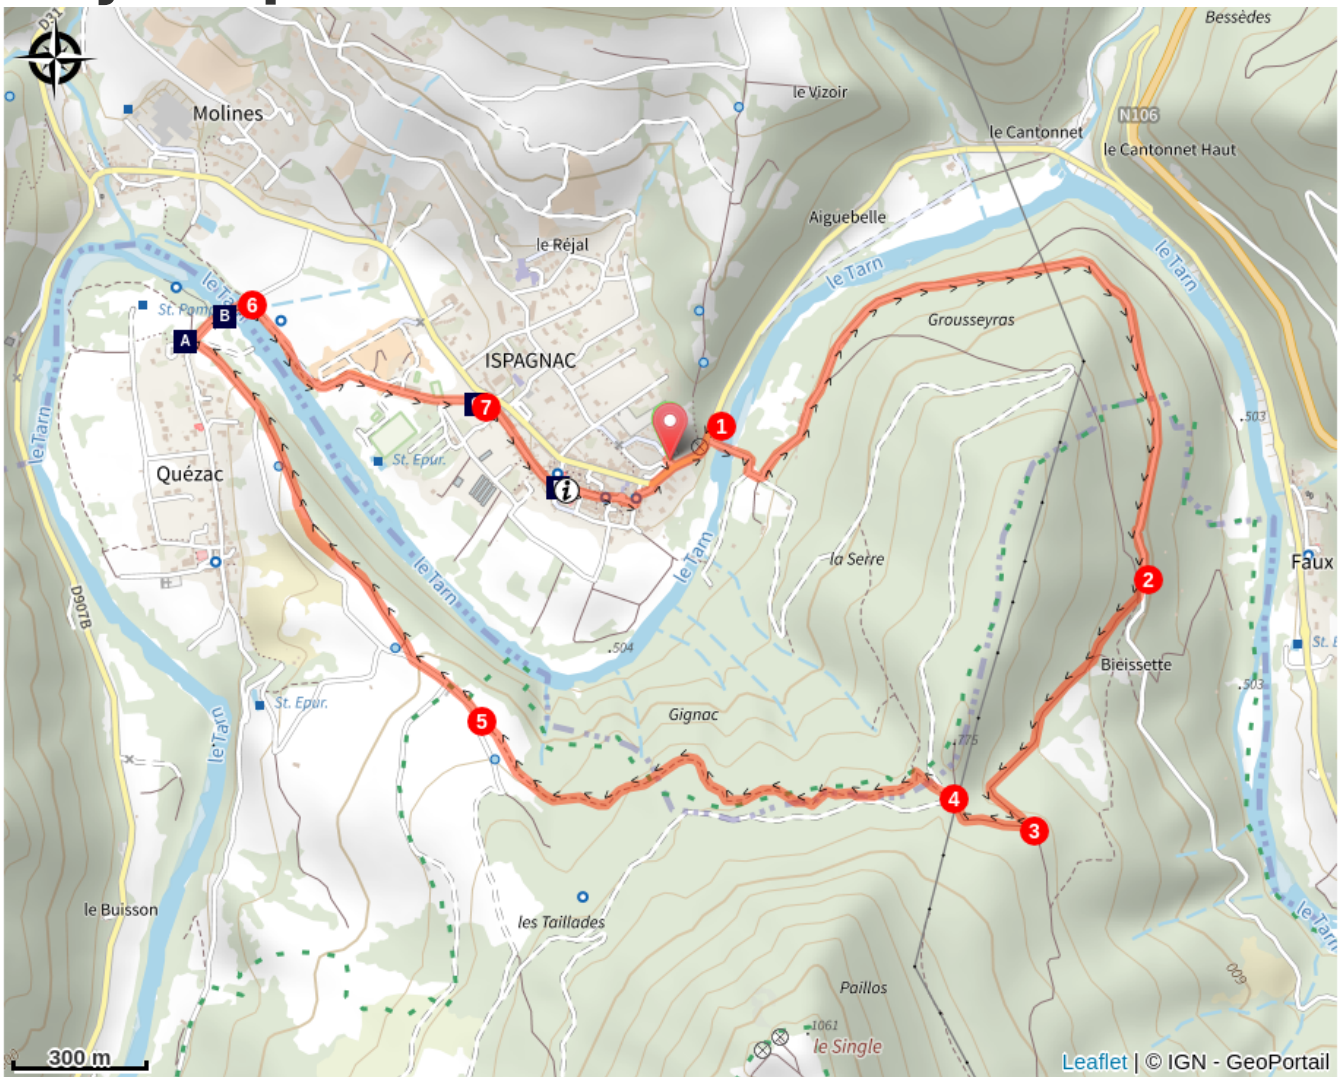 D31
Bessèdes
Molines
le Vizoir
N106
le Cantonnet
le Cantonnet Haut
Aiguebelle
le Réjal
le Tarn
le Tarn
B
6
A
Grousseyras
ISPAGNAC
7
1
.503
le Tarn
St. Epur.
Quézac
i
le Tarn
le Tarn
la Serre
Faux
2
D907B
.504
Bieissette
.503
St. Epur.
Gignac
5
le Tarn
.775
4
3
le Buisson
les Taillades
le Tarn
600
Paillos
.1061
le Single
300 m
Leaflet | © IGN - GeoPortail